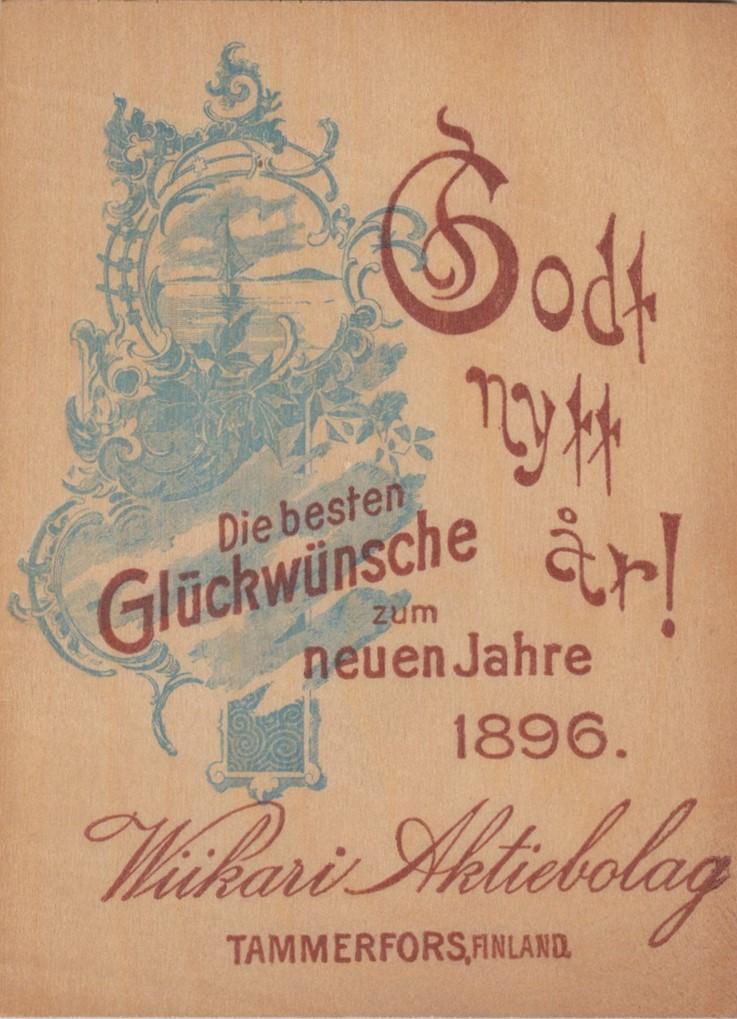 Godt
nytt
år!
Die besten
Glückwünsche
zum
neuen Jahre
1896.
Wiikari Aktiebolag
TAMMERFORS, FINLAND.